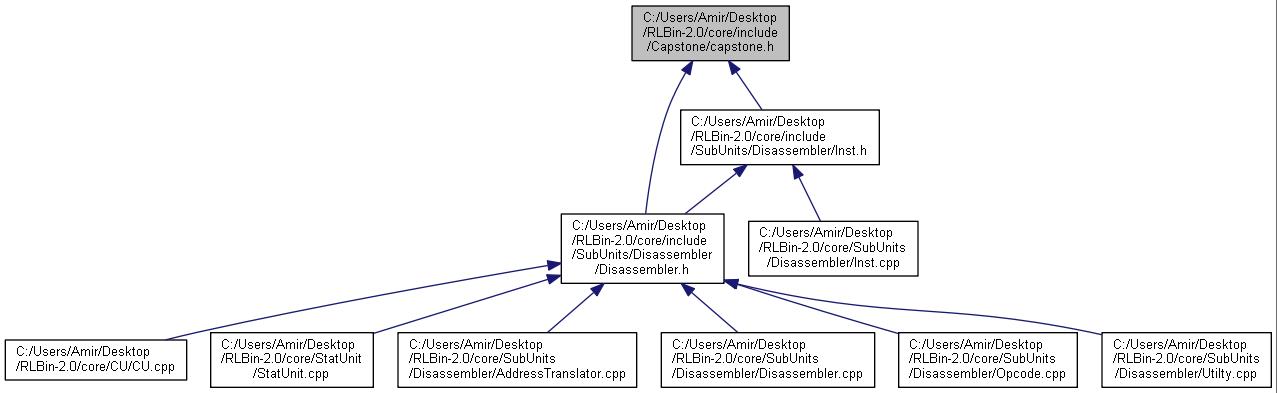 C:/Users/Amir/Desktop
/RLBin-2.0/core/include
/Capstone/capstone.h
C:/Users/Amir/Desktop
/RLBin-2.0/core/include
/SubUnits/Disassembler/Inst.h
C:/Users/Amir/Desktop
/RLBin-2.0/core/include
/SubUnits/Disassembler
/Disassembler.h
C:/Users/Amir/Desktop
/RLBin-2.0/core/SubUnits
/Disassembler/Inst.cpp
C:/Users/Amir/Desktop
/RLBin-2.0/core/CU/CU.cpp
C:/Users/Amir/Desktop
/RLBin-2.0/core/StatUnit
/StatUnit.cpp
C:/Users/Amir/Desktop
/RLBin-2.0/core/SubUnits
/Disassembler/AddressTranslator.cpp
C:/Users/Amir/Desktop
/RLBin-2.0/core/SubUnits
/Disassembler/Disassembler.cpp
C:/Users/Amir/Desktop
/RLBin-2.0/core/SubUnits
/Disassembler/Opcode.cpp
C:/Users/Amir/Desktop
/RLBin-2.0/core/SubUnits
/Disassembler/Utilty.cpp